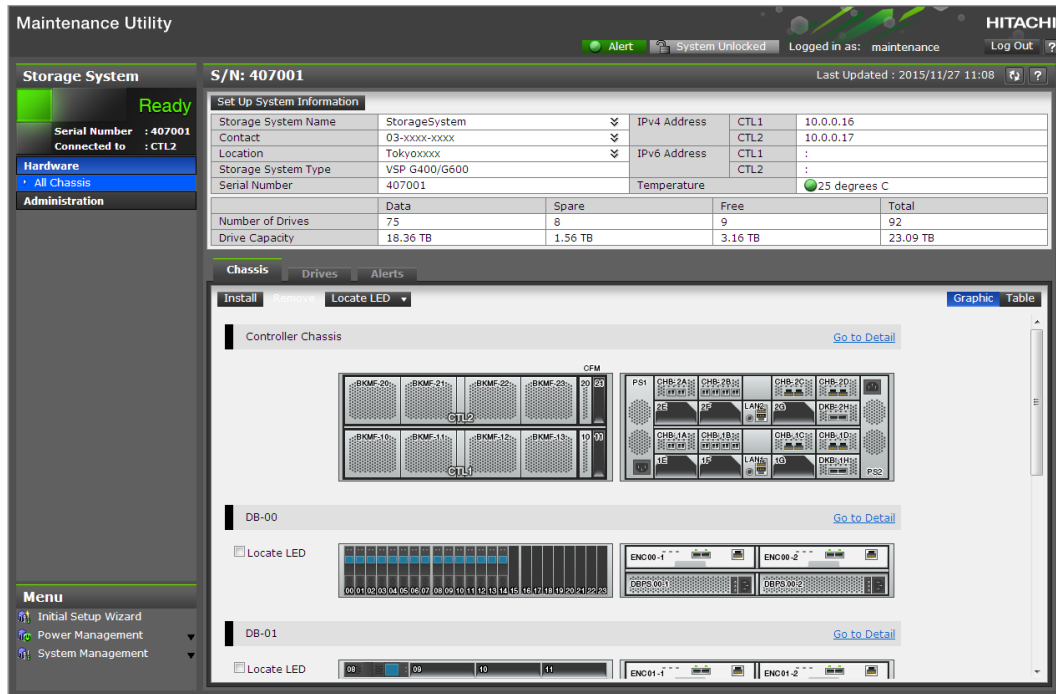 Maintenance Utility
HITACHI
Alert System Unlocked Logged in as: maintenance Log Out ?
Storage System
Ready
Serial Number : 407001
Connected to : CTL2
Hardware
All Chassis
Administration
Menu
Initial Setup Wizard
Power Management
System Management
S/N: 407001 Last Updated : 2015/11/27 11:08 ?
Set Up System Information
Storage System Name StorageSystem IPv4 Address CTL1 10.0.0.16
Contact 03-xxxx-xxxx CTL2 10.0.0.17
Location Tokyoxxxx IPv6 Address CTL1 :
Storage System Type VSP G400/G600 CTL2 :
Serial Number 407001 Temperature 25 degrees C
Data Spare Free Total
Number of Drives 75 8 9 92
Drive Capacity 18.36 TB 1.56 TB 3.16 TB 23.09 TB
Chassis Drives Alerts
Install Remove Locate LED Graphic Table
Controller Chassis Go to Detail
CFM
BKMF-20 BKMF-21 BKMF-22 BKMF-23 20 23
CTL2
BKMF-10 BKMF-11 BKMF-12 BKMF-13 10
CTL1
PS1 CHB-2A CHB-2B CHB-2C CHB-2D
2E 2F LAN2 2G DKB-2H
CHB-1A CHB-1B CHB-1C CHB-1D
1E 1F LAN1 1G DKB-1H PS2
DB-00 Go to Detail
Locate LED
00 01 02 03 04 05 06 07 08 09 10 11 12 13 14 15 16 17 18 19 20 21 22 23
ENC00-1 ENC00-2
DBPS00-1 DBPS00-2
DB-01 Go to Detail
Locate LED
08 09 10 11
ENC01-1 ENC01-2